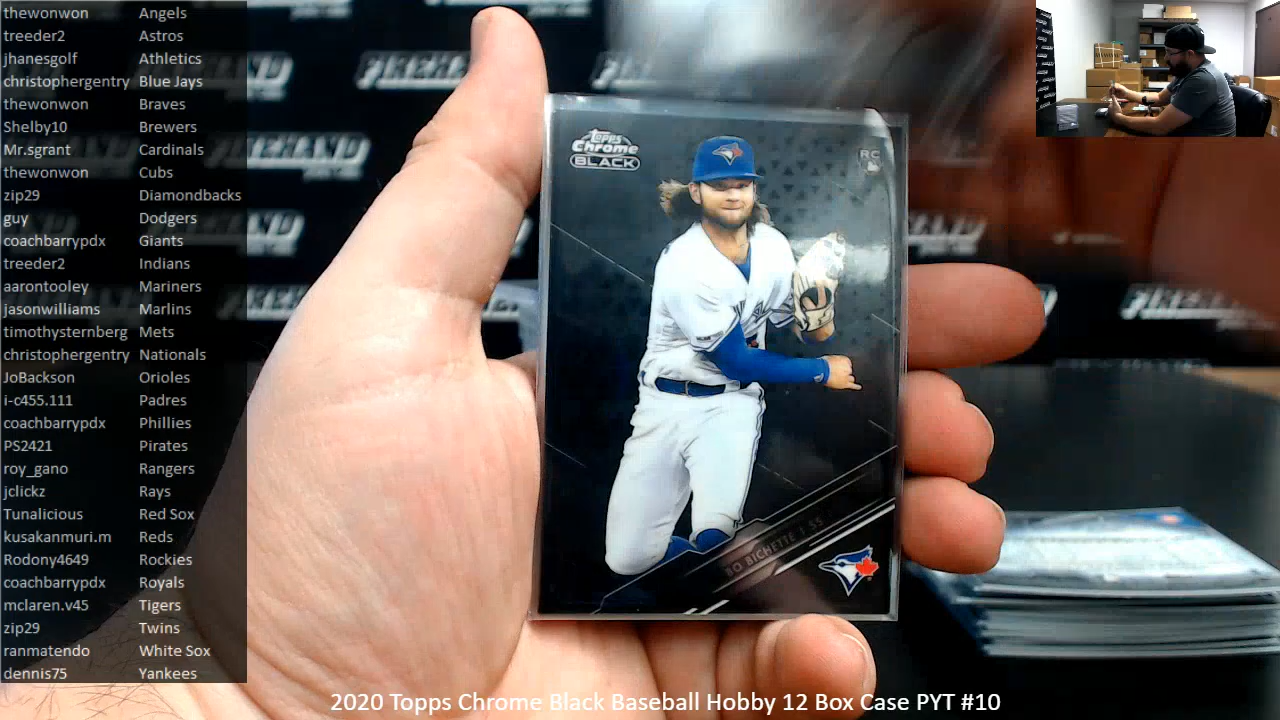 thewonwon Angels
treeder2 Astros
jhanesgolf Athletics
christophergentry Blue Jays
thewonwon Braves
Shelby10 Brewers
Mr.sgrant Cardinals
thewonwon Cubs
zip29 Diamondbacks
guy Dodgers
coachbarrypdx Giants
treeder2 Indians
aarontooley Mariners
jasonwilliams Marlins
timothysternberg Mets
christophergentry Nationals
JoBackson Orioles
i-c455.111 Padres
coachbarrypdx Phillies
PS2421 Pirates
roy_gano Rangers
jclickz Rays
Tunalicious Red Sox
kusakanmuri.m Reds
Rodony4649 Rockies
coachbarrypdx Royals
mclaren.v45 Tigers
zip29 Twins
ranmatendo White Sox
dennis75 Yankees
Topps
Chrome
BLACK
RC
BO BICHETTE | SS
FIREHAND
2020 Topps Chrome Black Baseball Hobby 12 Box Case PYT #10